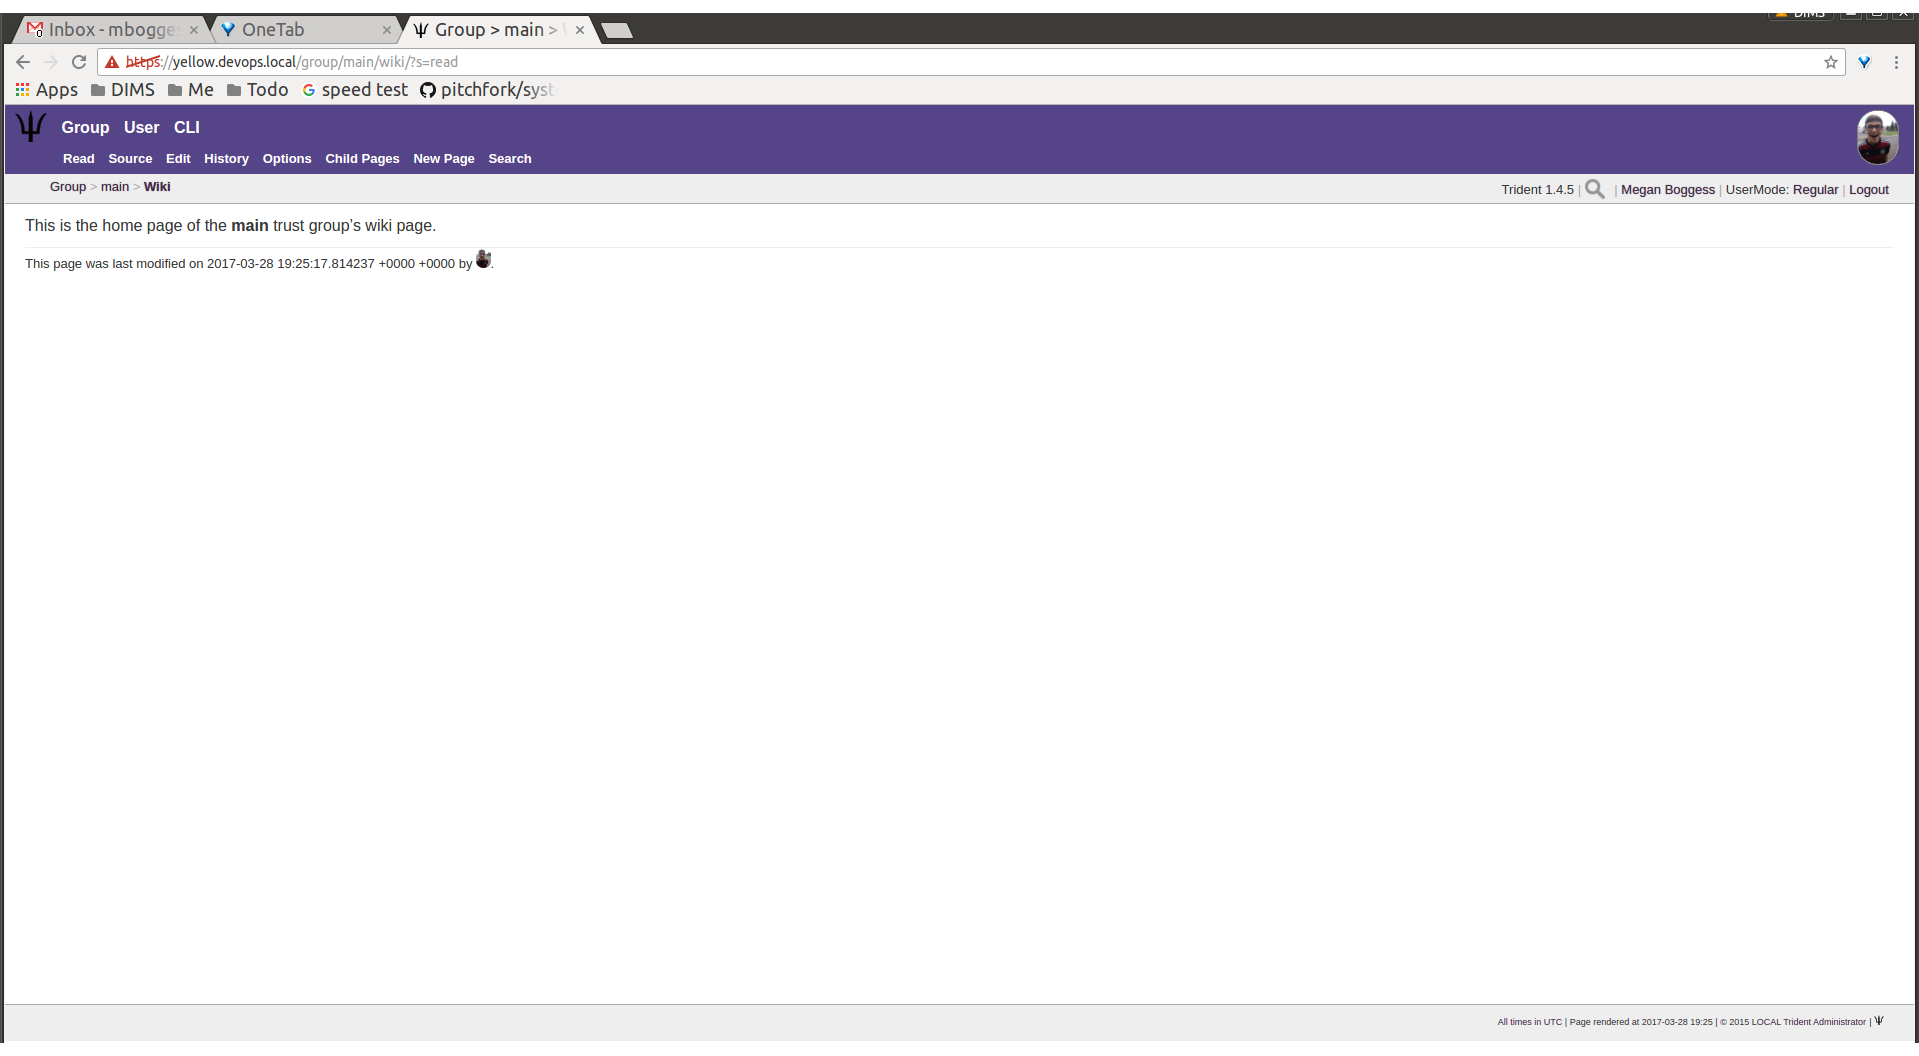 DIMS
Inbox - mbogge
OneTab
Group > main >
https://yellow.devops.local/group/main/wiki/?s=read
Apps DIMS Me Todo speed test pitchfork/syst
Group User CLI
Read Source Edit History Options Child Pages New Page Search
Group > main > Wiki
Trident 1.4.5 | | Megan Boggess | UserMode: Regular | Logout
This is the home page of the main trust group's wiki page.
This page was last modified on 2017-03-28 19:25:17.814237 +0000 +0000 by .
All times in UTC | Page rendered at 2017-03-28 19:25 | © 2015 LOCAL Trident Administrator |